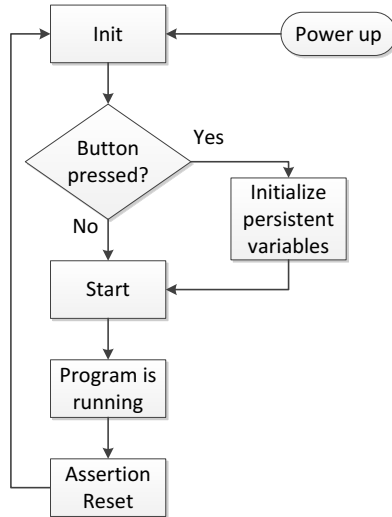 Init
Power up
Button
pressed?
Yes
No
Initialize
persistent
variables
Start
Program is
running
Assertion
Reset